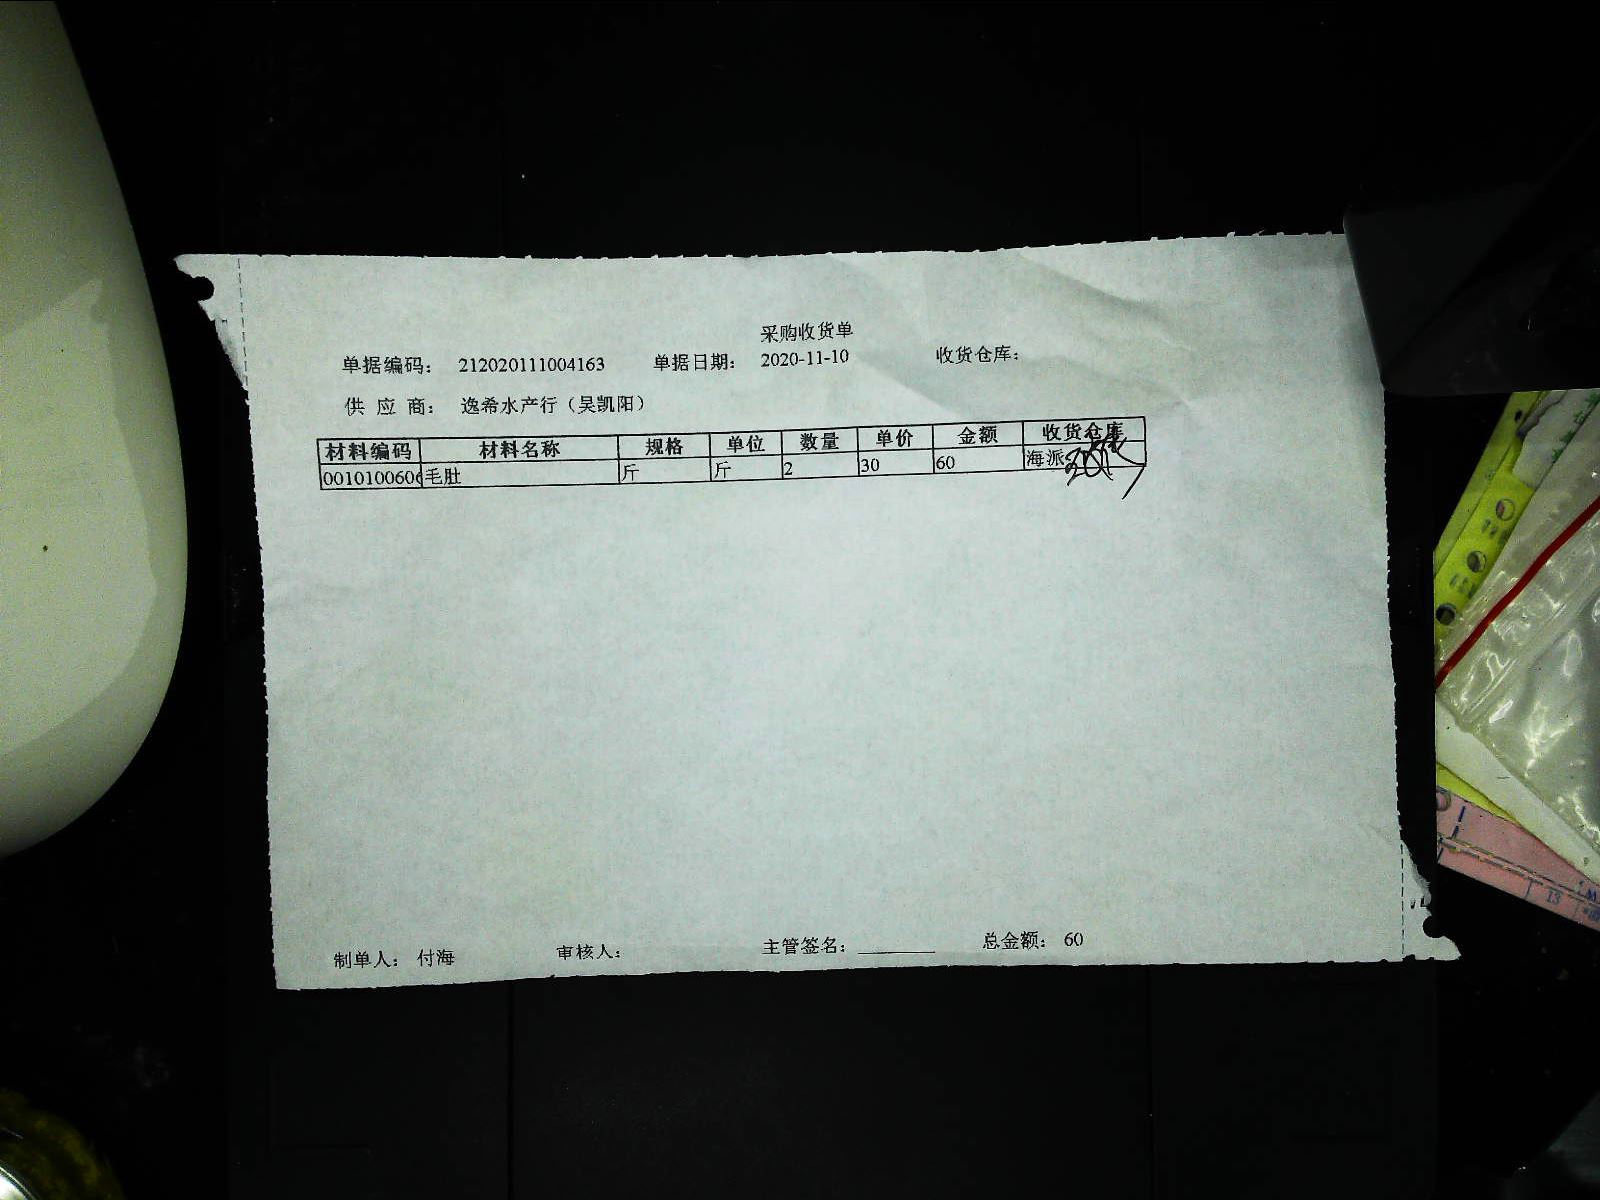 采购收货单
单据编码： 212020111004163 单据日期： 2020-11-10 收货仓库：
供 应 商： 逸希水产行（吴凯阳）
材料编码 材料名称 规格 单位 数量 单价 金额 收货仓库
0010100606 毛肚 斤 斤 2 30 60 海派
制单人： 付海 审核人： 主管签名： 总金额： 60
13